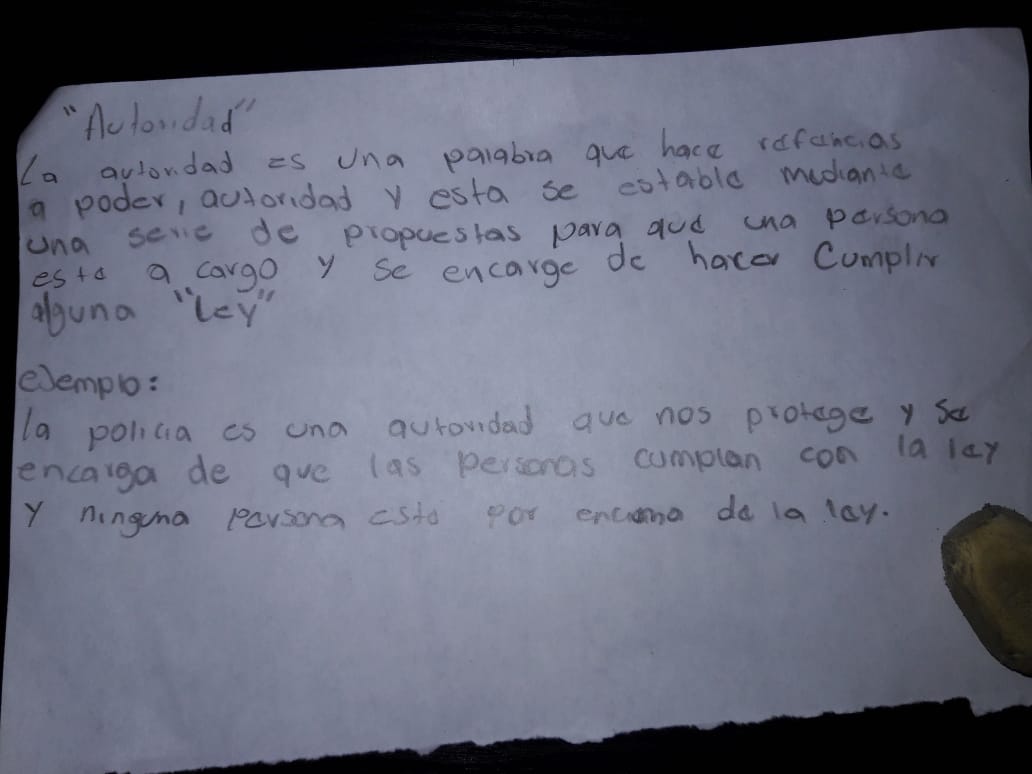 "Autoridad"
La autoridad es una palabra que hace refencias
a poder, autoridad y esta se estable mediante
una serie de propuestas para que una persona
esta a cargo y se encarge de hacer Cumplir
alguna "Ley"
eJemplo:
la policia es una autoridad que nos protege y se
encarga de que las personas cumplan con la ley
y ninguna persona esta por encima de la ley.